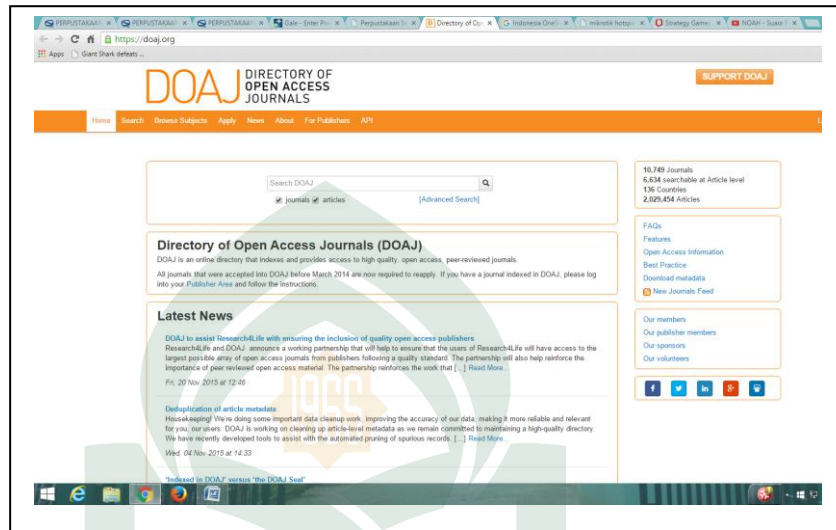 PERPUSTAKAAN
PERPUSTAKAAN
PERPUSTAKAA
Gale - Enter Pro
Perpustakaan S
Directory of Op
Indonesia One
mikrotik hotsp
Strategy Game
NOAH - Suara
https://doaj.org
Apps
Giant Shark defeats ...
DOAJ
DIRECTORY OF
OPEN ACCESS
JOURNALS
SUPPORT DOAJ
Home Search Browse Subjects Apply News About For Publishers API L
Search DOAJ
journals articles [Advanced Search]
10,749 Journals
6,634 searchable at Article level
136 Countries
2,029,454 Articles
Directory of Open Access Journals (DOAJ)
DOAJ is an online directory that indexes and provides access to high quality, open access, peer-reviewed journals.
All journals that were accepted into DOAJ before March 2014 are now required to reapply. If you have a journal indexed in DOAJ, please log
into your Publisher Area and follow the instructions.
FAQs
Features
Open Access Information
Best Practice
Download metadata
New Journals Feed
Latest News
DOAJ to assist Research4Life with ensuring the inclusion of quality open access publishers
Research4Life and DOAJ announce a working partnership that will help to ensure that the users of Research4Life will have access to the
largest possible array of open access journals from publishers following a quality standard. The partnership will also help reinforce the
importance of peer reviewed open access material. The partnership reinforces the work that [...] Read More...
Fri, 20 Nov 2015 at 12:46
Deduplication of article metadata
Housekeeping! We're doing some important data cleanup work, improving the accuracy of our data, making it more reliable and relevant
for you, our users. DOAJ is working on cleaning up article-level metadata as we remain committed to maintaining a high-quality directory.
We have recently developed tools to assist with the automated pruning of spurious records. [...] Read More...
Wed, 04 Nov 2015 at 14:33
"Indexed in DOAJ" versus "the DOAJ Seal"
Our members
Our publisher members
Our sponsors
Our volunteers